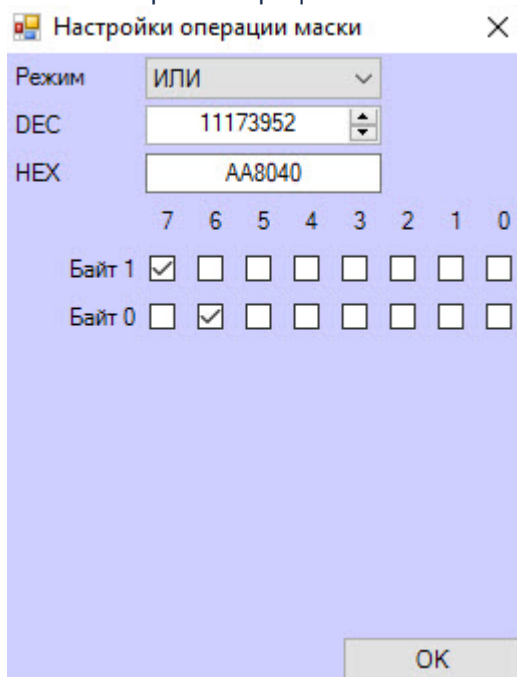 Настройки операции маски
Режим ИЛИ
DEC 11173952
HEX AA8040
7 6 5 4 3 2 1 0
Байт 1
Байт 0
OK